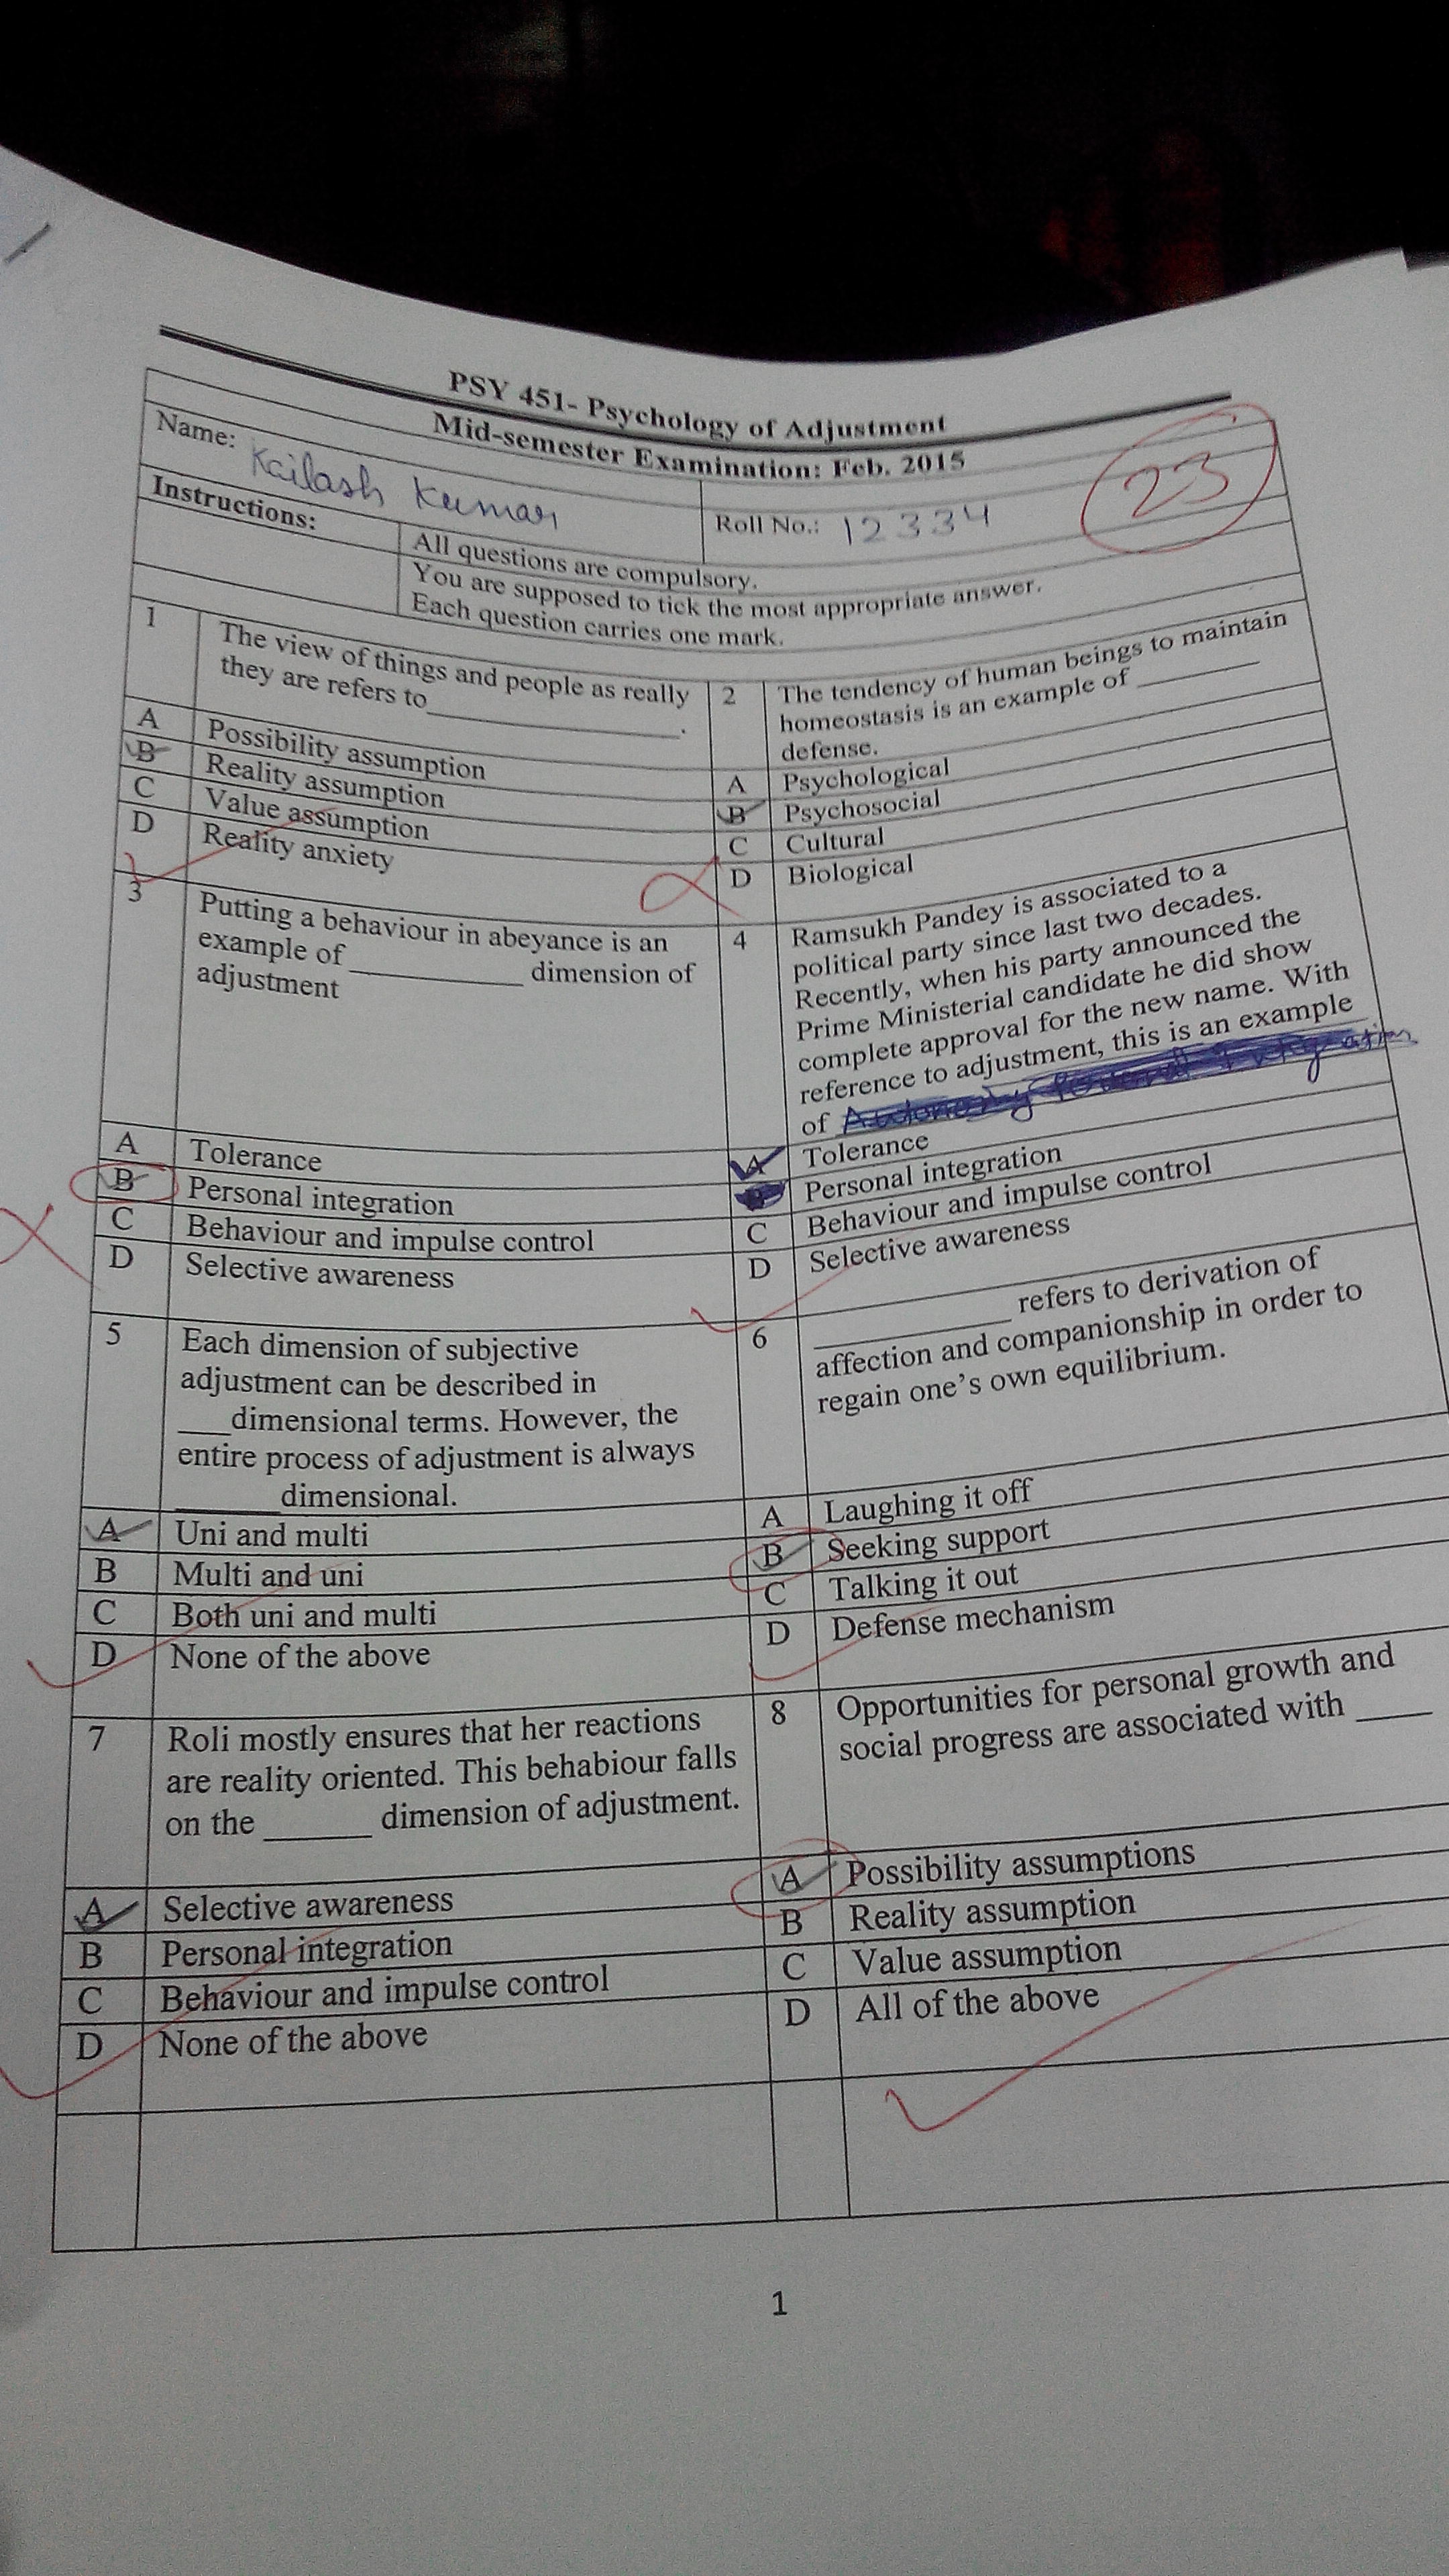 PSY 451- Psychology of Adjustment
Mid-semester Examination: Feb. 2015
Name: Kailash Kumar
Roll No.: 12334
23
Instructions:
All questions are compulsory.
You are supposed to tick the most appropriate answer.
Each question carries one mark.
1 The view of things and people as really
they are refers to____________________.
A Possibility assumption
B Reality assumption
C Value assumption
D Reality anxiety
2 The tendency of human beings to maintain
homeostasis is an example of __________
defense.
A Psychological
B Psychosocial
C Cultural
D Biological
3 Putting a behaviour in abeyance is an
example of ______________ dimension of
adjustment
A Tolerance
B Personal integration
C Behaviour and impulse control
D Selective awareness
4 Ramsukh Pandey is associated to a
political party since last two decades.
Recently, when his party announced the
Prime Ministerial candidate he did show
complete approval for the new name. With
reference to adjustment, this is an example
of
A Tolerance
Personal integration
C Behaviour and impulse control
D Selective awareness
5 Each dimension of subjective
adjustment can be described in
___dimensional terms. However, the
entire process of adjustment is always
______dimensional.
A Uni and multi
B Multi and uni
C Both uni and multi
D None of the above
6 ____________ refers to derivation of
affection and companionship in order to
regain one's own equilibrium.
A Laughing it off
B Seeking support
C Talking it out
D Defense mechanism
7 Roli mostly ensures that her reactions
are reality oriented. This behabiour falls
on the ______ dimension of adjustment.
A Selective awareness
B Personal integration
C Behaviour and impulse control
D None of the above
8 Opportunities for personal growth and
social progress are associated with ____
A Possibility assumptions
B Reality assumption
C Value assumption
D All of the above
1